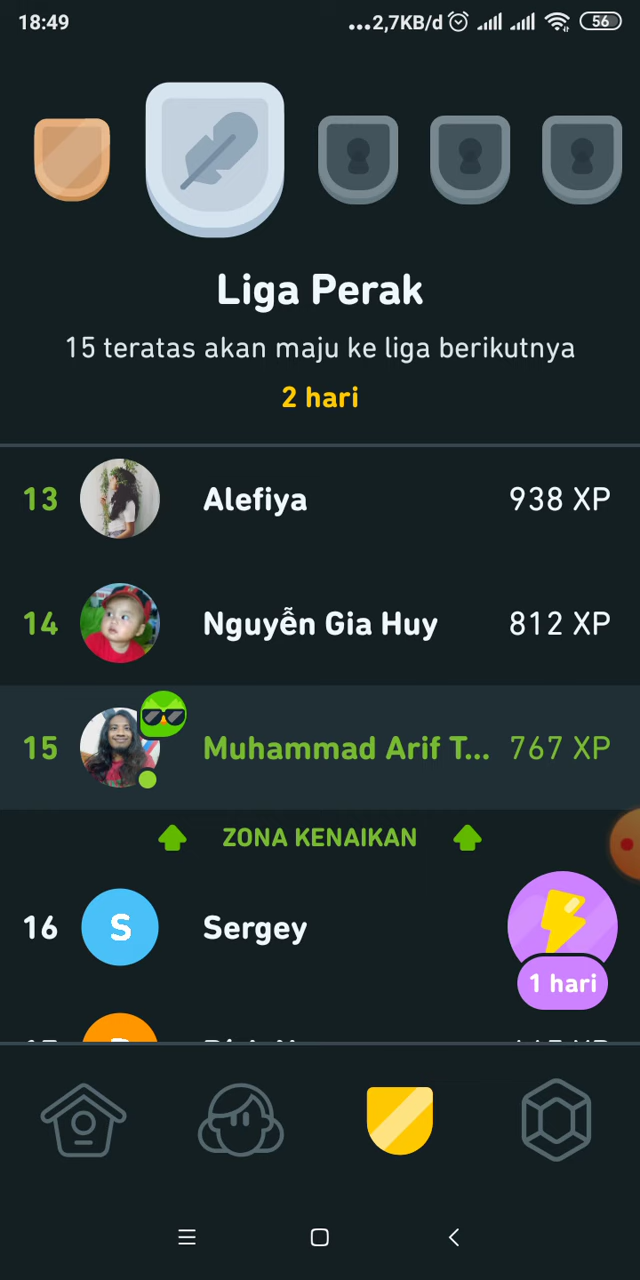 18:49
...2,7KB/d
56
Liga Perak
15 teratas akan maju ke liga berikutnya
2 hari
13 Alefiya 938 XP
14 Nguyễn Gia Huy 812 XP
15 Muhammad Arif T... 767 XP
ZONA KENAIKAN
16 S Sergey
1 hari